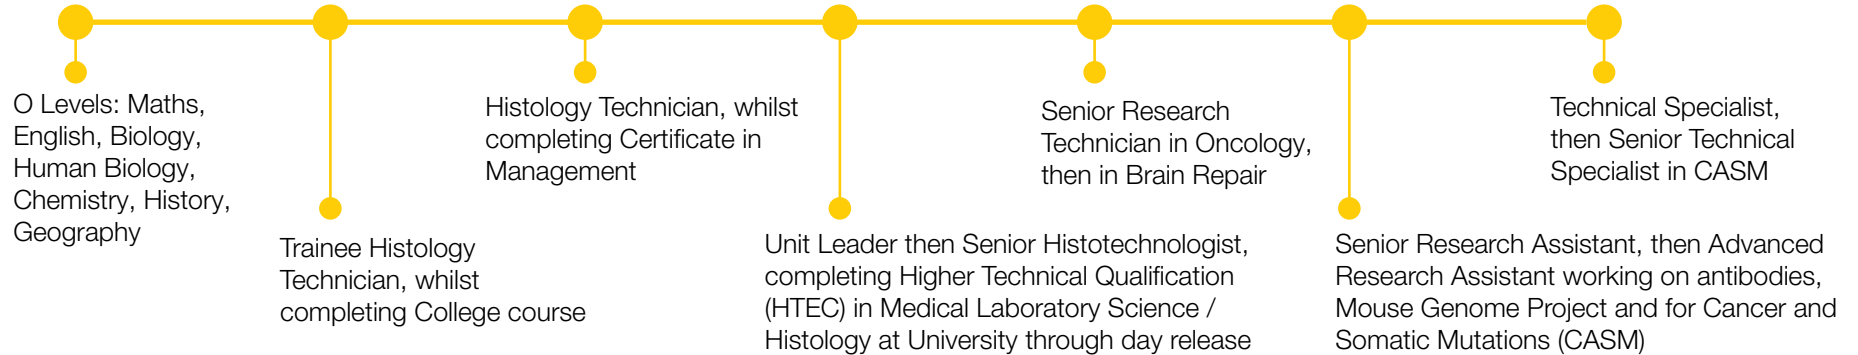 O Levels: Maths,
English, Biology,
Human Biology,
Chemistry, History,
Geography
Trainee Histology
Technician, whilst
completing College course
Histology Technician, whilst
completing Certificate in
Management
Unit Leader then Senior Histotechnologist,
completing Higher Technical Qualification
(HTEC) in Medical Laboratory Science /
Histology at University through day release
Senior Research
Technician in Oncology,
then in Brain Repair
Senior Research Assistant, then Advanced
Research Assistant working on antibodies,
Mouse Genome Project and for Cancer and
Somatic Mutations (CASM)
Technical Specialist,
then Senior Technical
Specialist in CASM